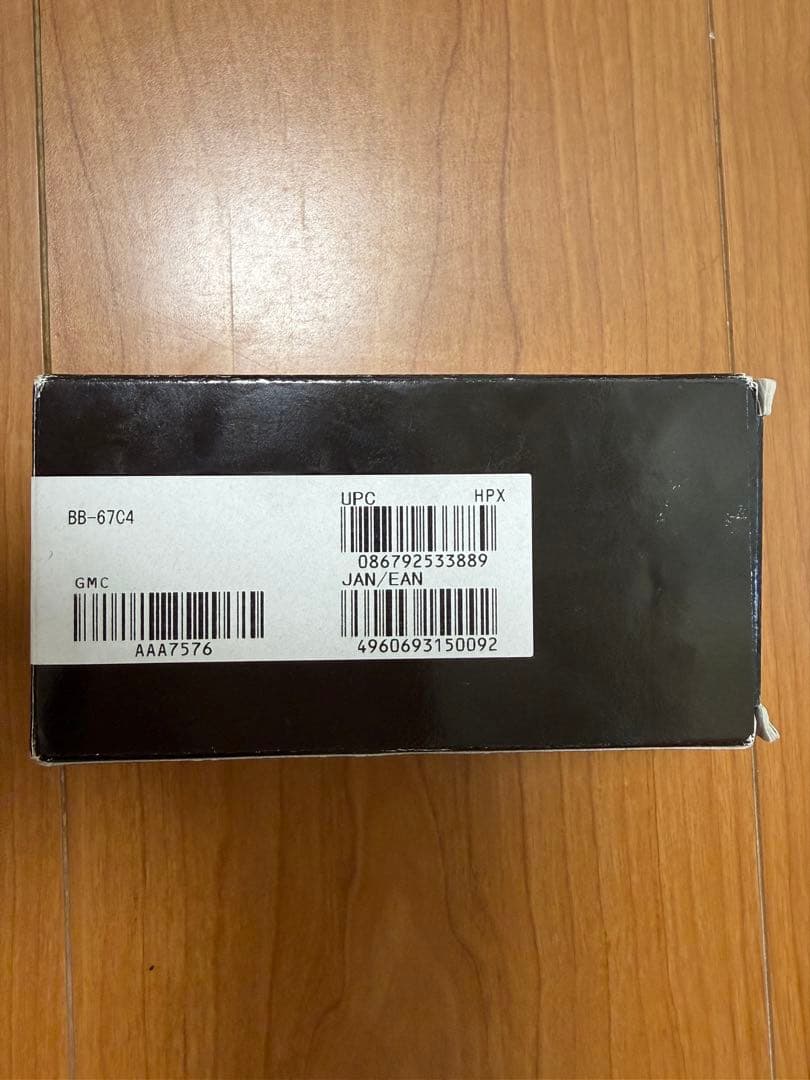 BB-67C4
UPC HPX
086792533889
GMC
JAN/EAN
AAA7576
4960693150092